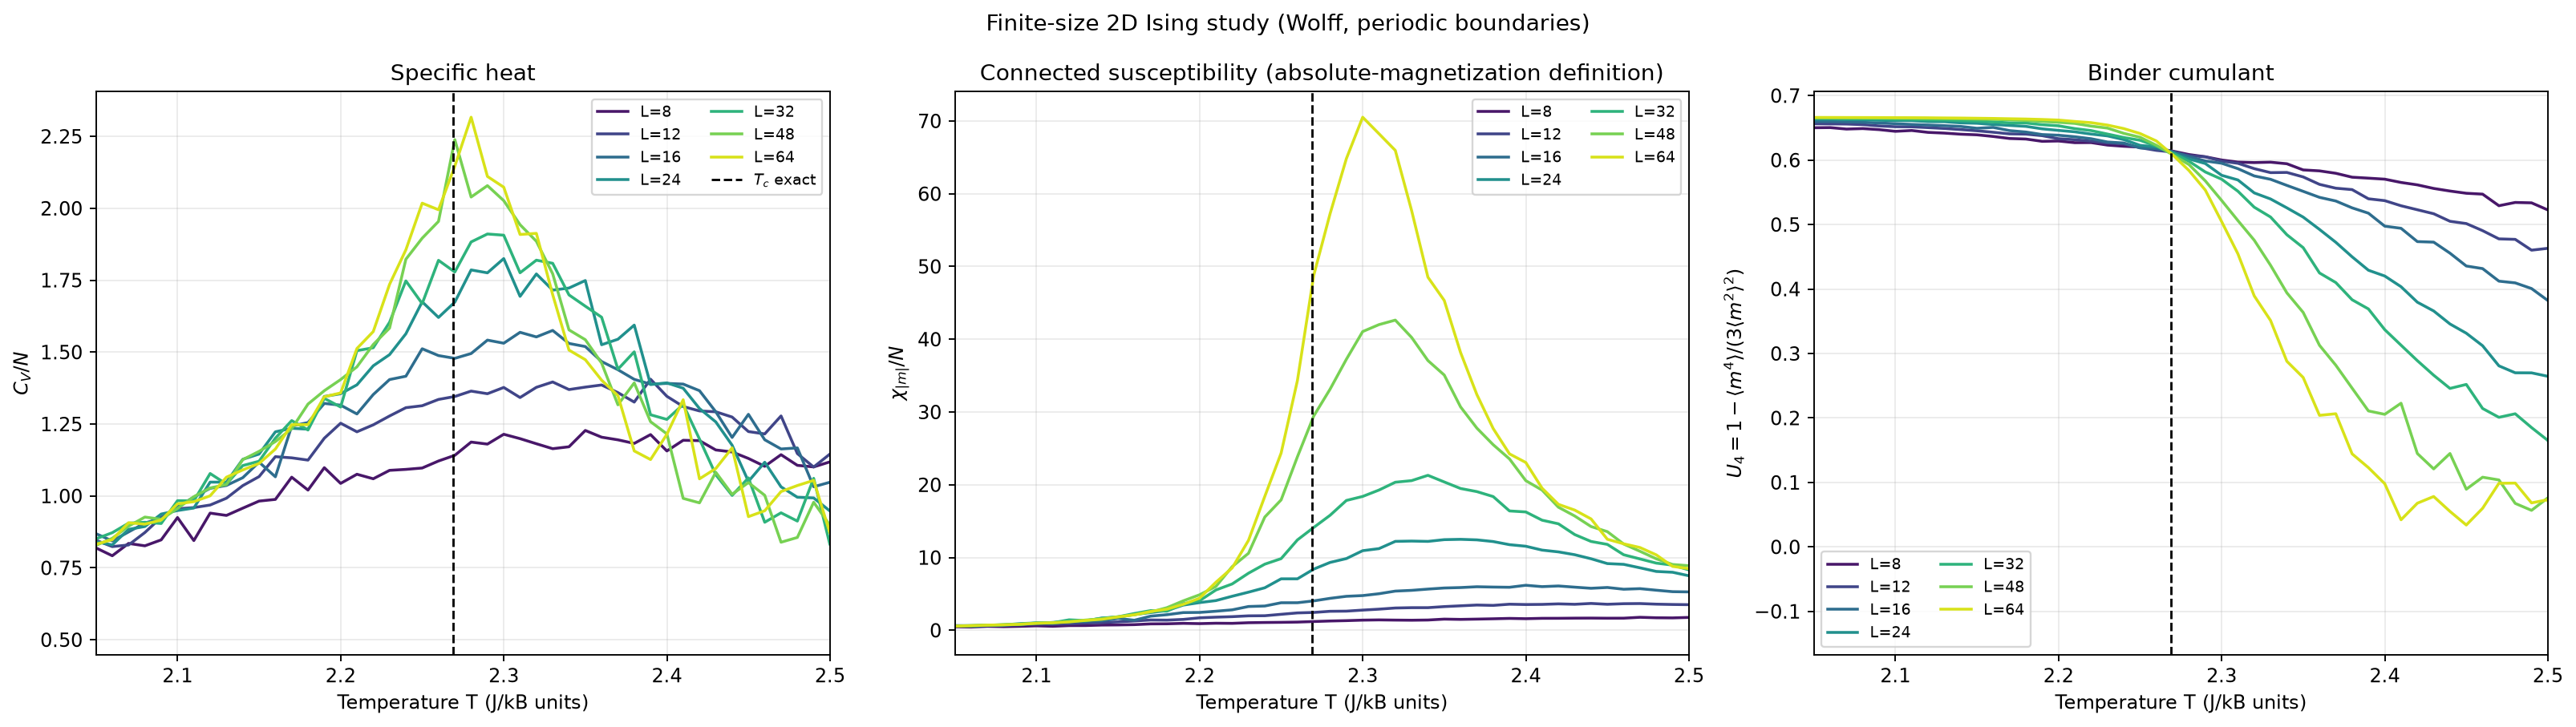 Finite-size 2D Ising study (Wolff, periodic boundaries)
Specific heat
2.25
2.00
1.75
1.50
1.25
1.00
0.75
0.50
C_V/N
2.1
2.2
2.3
2.4
2.5
Temperature T (J/kB units)
L=8
L=12
L=16
L=24
L=32
L=48
L=64
T_c exact
Connected susceptibility (absolute-magnetization definition)
70
60
50
40
30
20
10
0
χ_{|m|}/N
2.1
2.2
2.3
2.4
2.5
Temperature T (J/kB units)
L=8
L=12
L=16
L=24
L=32
L=48
L=64
Binder cumulant
0.7
0.6
0.5
0.4
0.3
0.2
0.1
0.0
−0.1
U_4 = 1 − ⟨m^4⟩/(3⟨m^2⟩^2)
2.1
2.2
2.3
2.4
2.5
Temperature T (J/kB units)
L=8
L=12
L=16
L=24
L=32
L=48
L=64